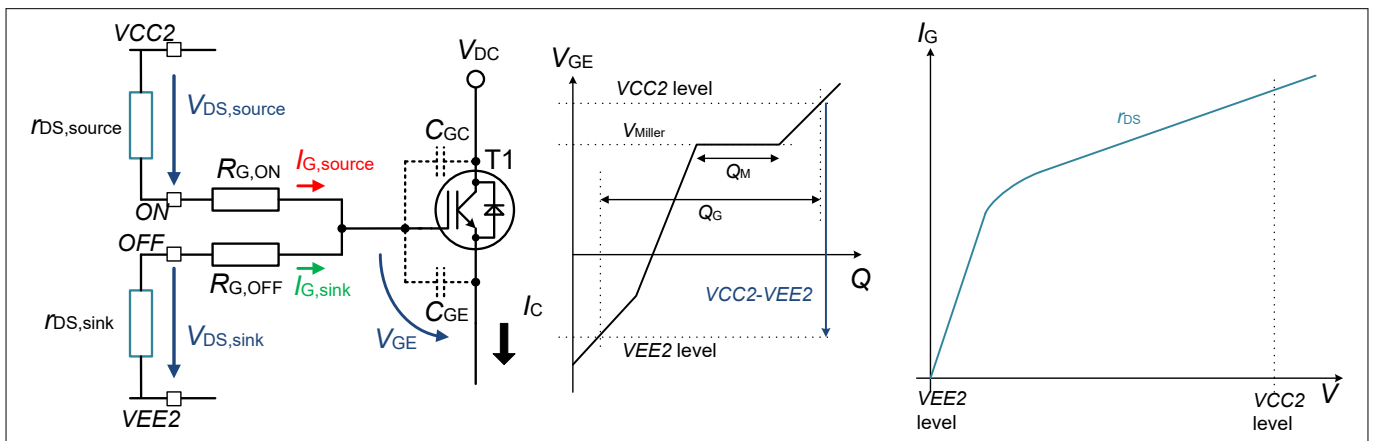 VCC2
VDS,source
rDS,source
RG,ON
IG,source
ON
OFF
RG,OFF
IG,sink
rDS,sink
VDS,sink
VEE2
VDC
CGC
T1
CGE
VGE
IC
VGE
VCC2 level
VMiller
QM
QG
Q
VCC2-VEE2
VEE2 level
IG
rDS
VEE2
level
VCC2
level
V